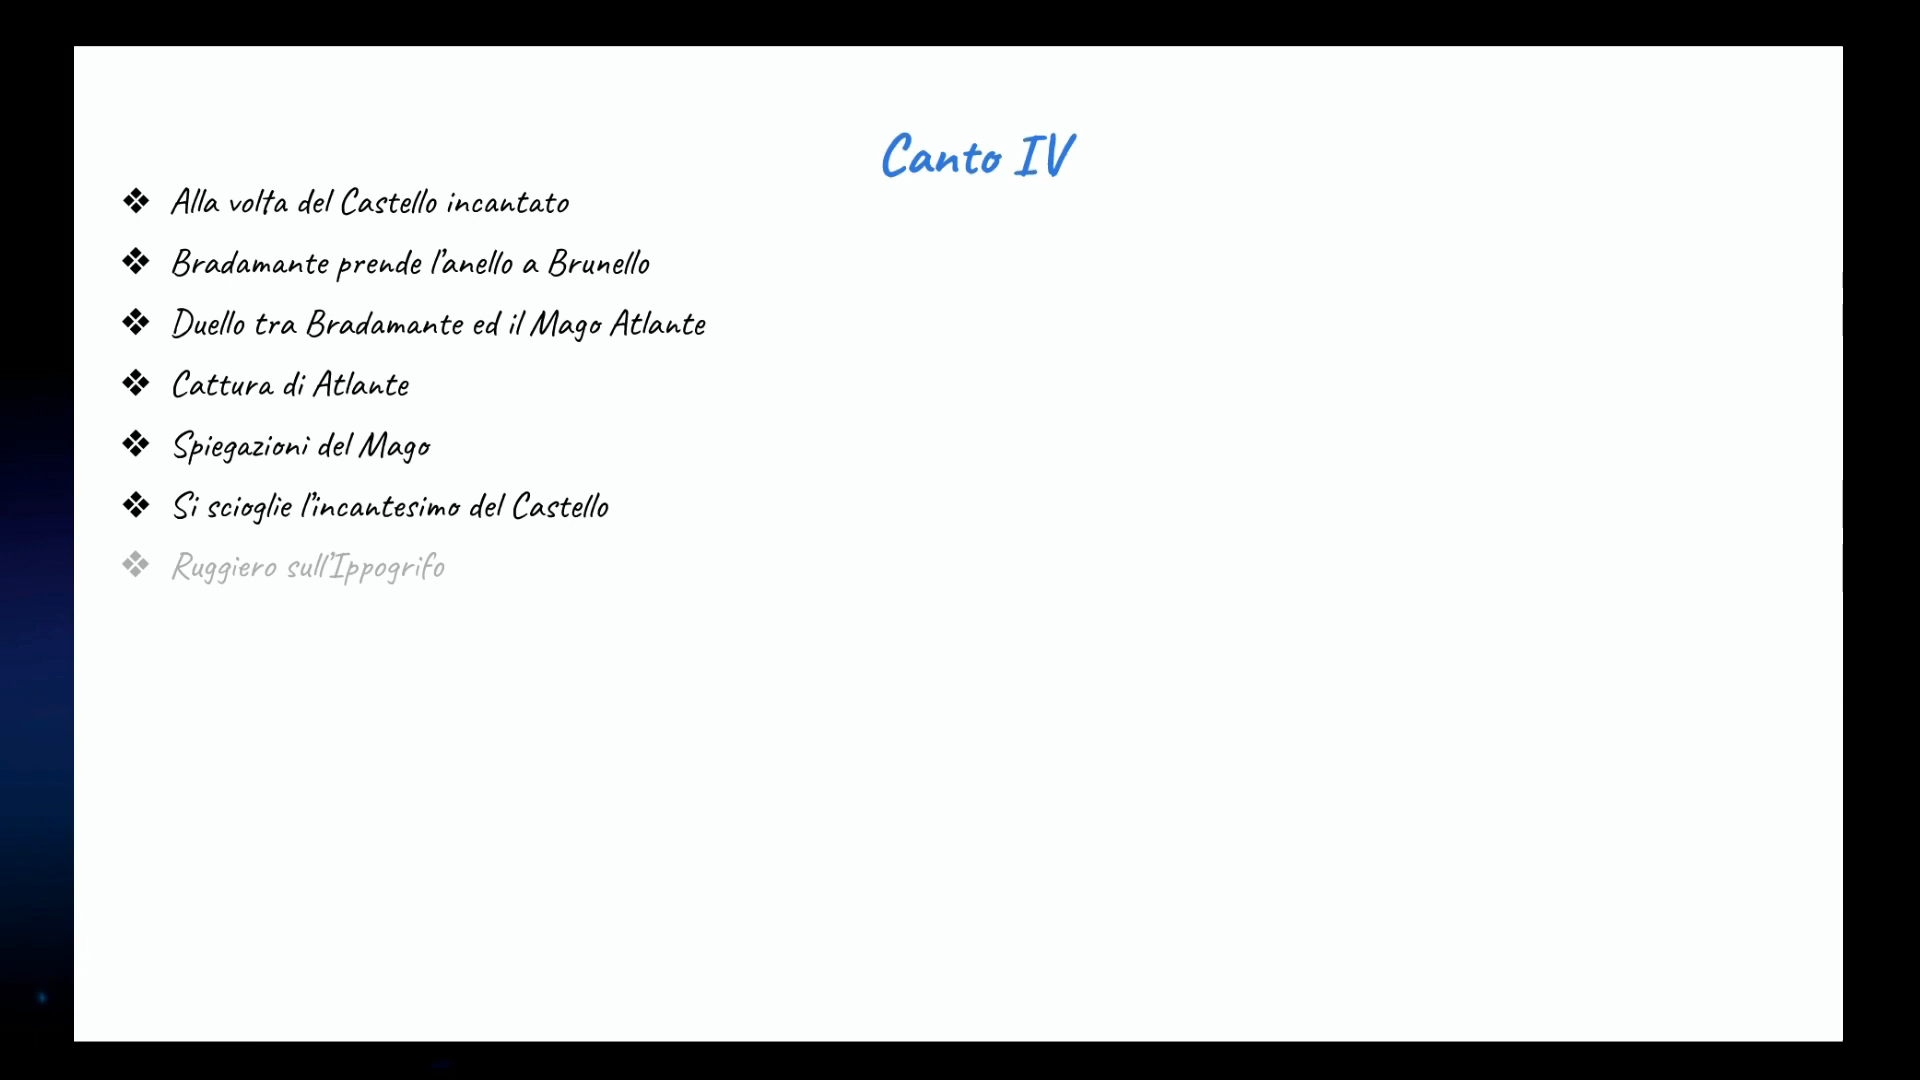 Canto IV
❖ Alla volta del Castello incantato
❖ Bradamante prende l'anello a Brunello
❖ Duello tra Bradamante ed il Mago Atlante
❖ Cattura di Atlante
❖ Spiegazioni del Mago
❖ Si scioglie l'incantesimo del Castello
❖ Ruggiero sull'Ippogrifo